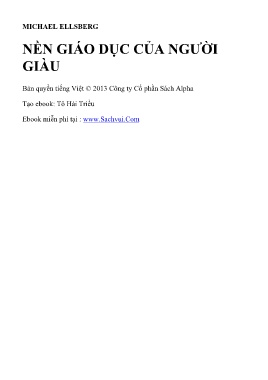 MICHAEL ELLSBERG
NỀN GIÁO DỤC CỦA NGƯỜI
GIÀU
Bản quyền tiếng Việt © 2013 Công ty Cổ phần Sách Alpha
Tạo ebook: Tô Hải Triều
Ebook miễn phí tại : www.Sachvui.Com